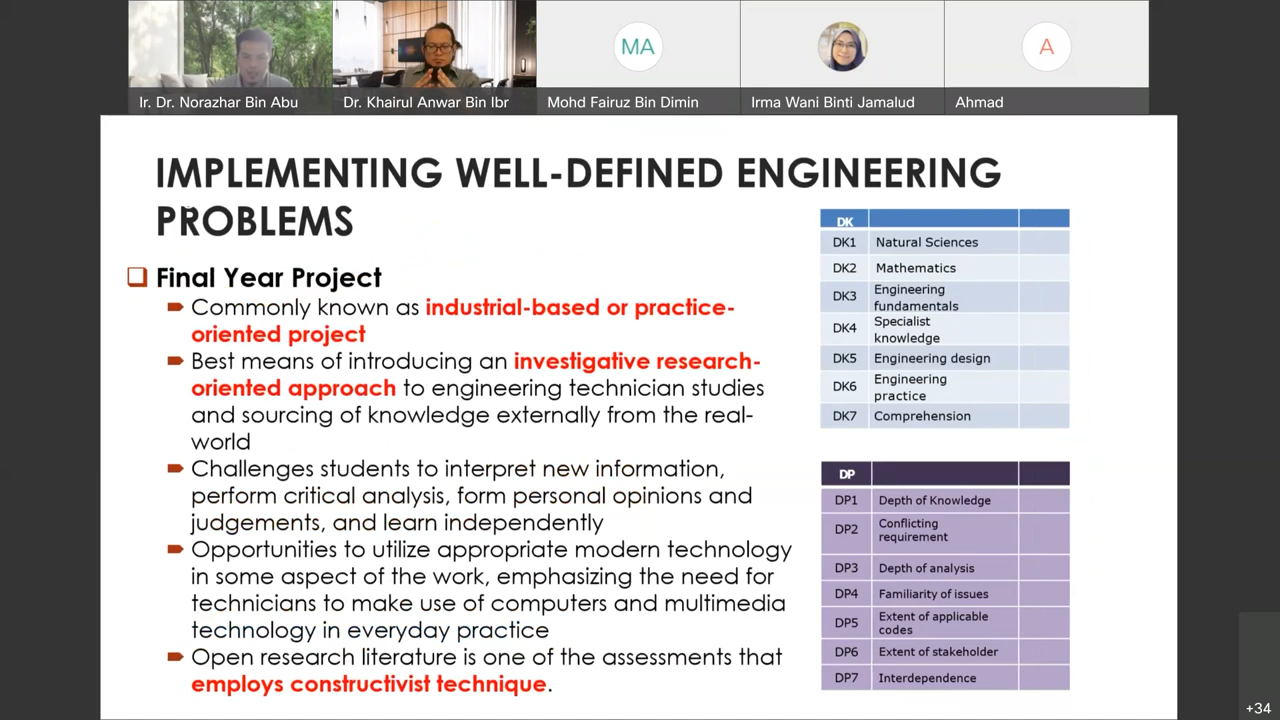 MA
A
Ir. Dr. Norazhar Bin Abu
Dr. Khairul Anwar Bin Ibr
Mohd Fairuz Bin Dimin
Irma Wani Binti Jamalud
Ahmad
IMPLEMENTING WELL-DEFINED ENGINEERING
PROBLEMS
Final Year Project
Commonly known as industrial-based or practice-
oriented project
Best means of introducing an investigative research-
oriented approach to engineering technician studies
and sourcing of knowledge externally from the real-
world
Challenges students to interpret new information,
perform critical analysis, form personal opinions and
judgements, and learn independently
Opportunities to utilize appropriate modern technology
in some aspect of the work, emphasizing the need for
technicians to make use of computers and multimedia
technology in everyday practice
Open research literature is one of the assessments that
employs constructivist technique.
DK
DK1 Natural Sciences
DK2 Mathematics
DK3 Engineering
fundamentals
DK4 Specialist
knowledge
DK5 Engineering design
DK6 Engineering
practice
DK7 Comprehension
DP
DP1 Depth of Knowledge
DP2 Conflicting
requirement
DP3 Depth of analysis
DP4 Familiarity of issues
DP5 Extent of applicable
codes
DP6 Extent of stakeholder
DP7 Interdependence
+34